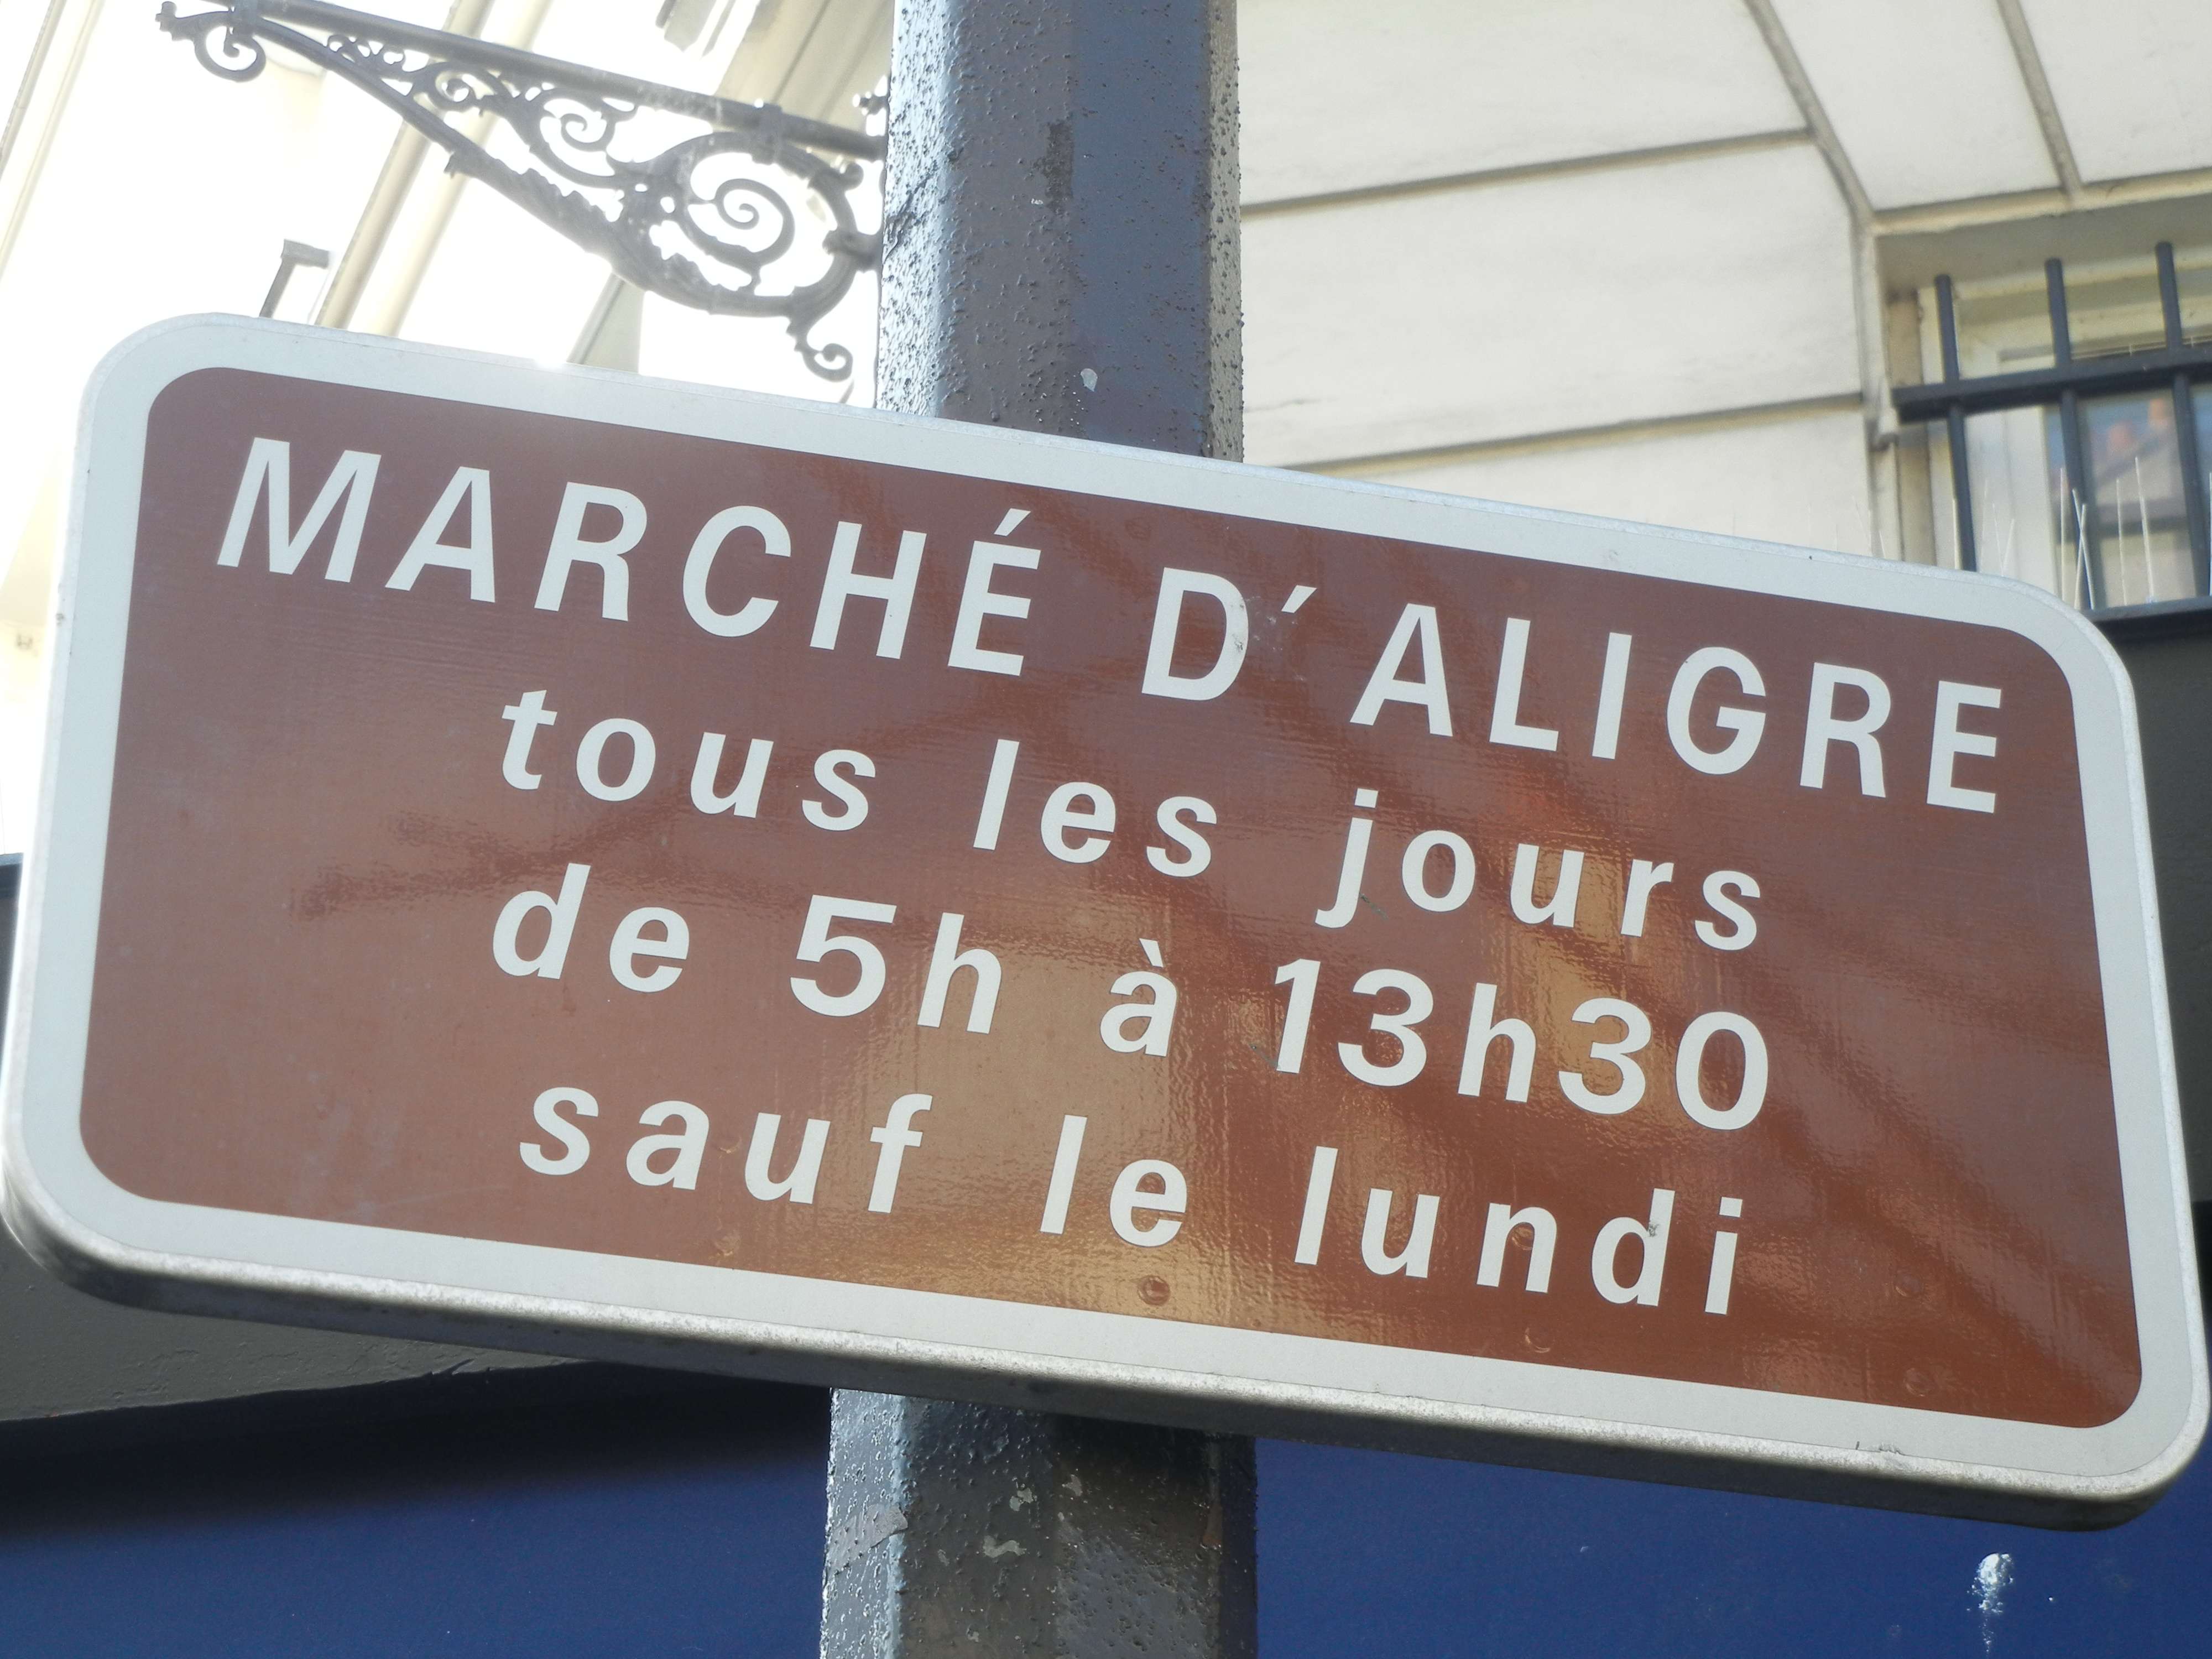 MARCHÉ D'ALIGRE
tous les jours
de 5h à 13h30
sauf le lundi